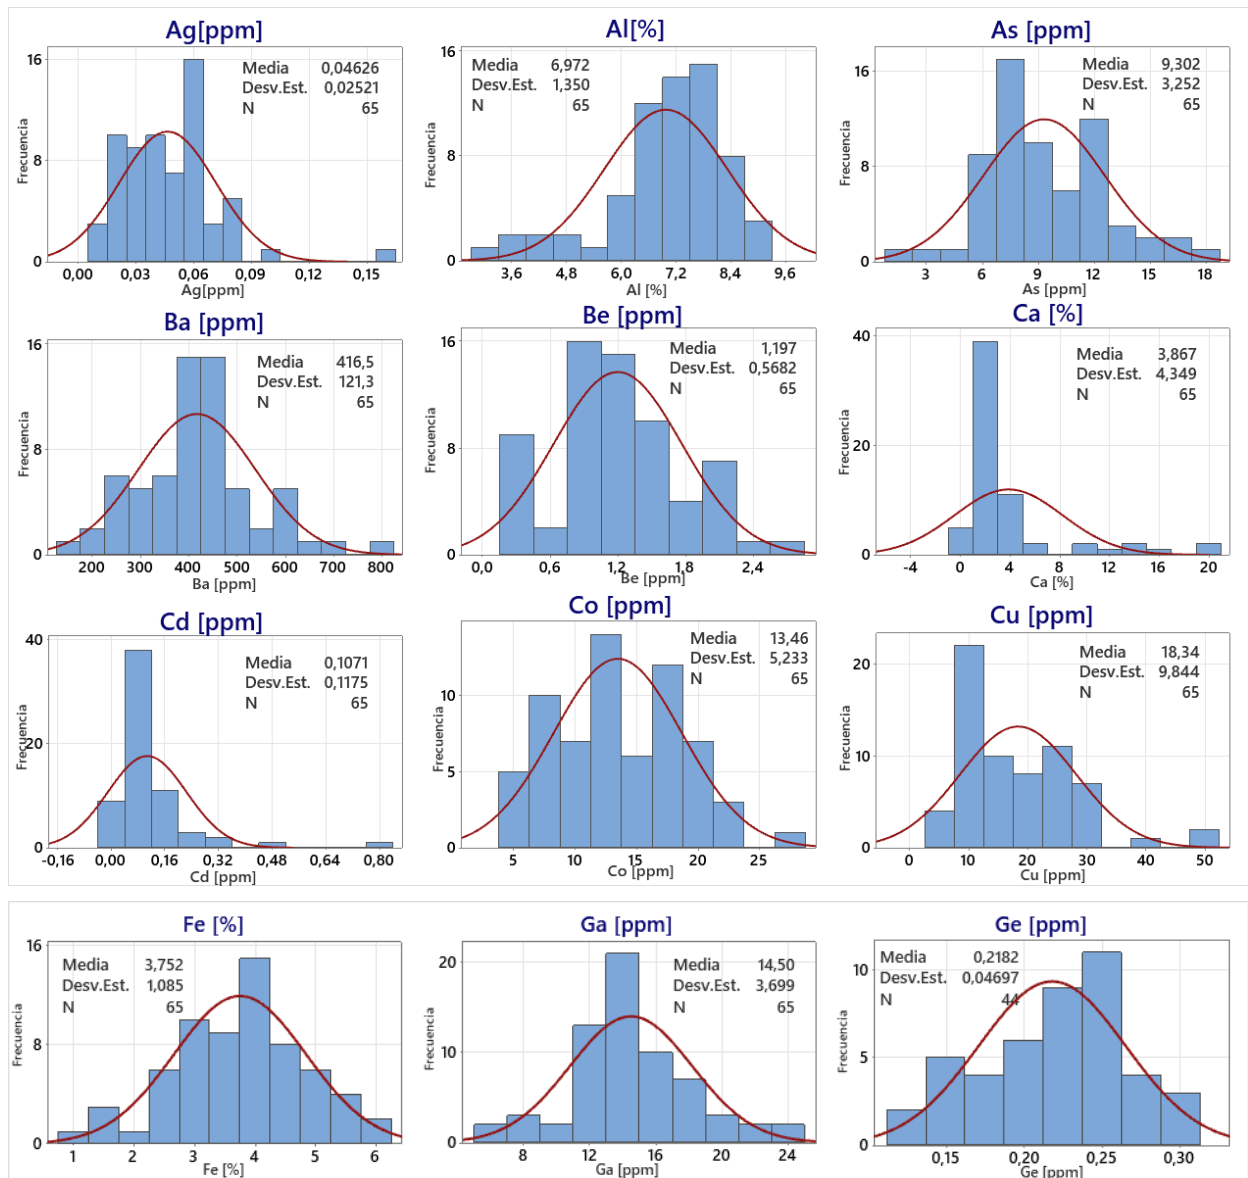 Ag[ppm]
Media 0,04626
Desv.Est. 0,02521
N 65
Frecuencia
16
8
0
0,00 0,03 0,06 0,09 0,12 0,15
Ag[ppm]
Al[%]
Media 6,972
Desv.Est. 1,350
N 65
Frecuencia
16
8
0
3,6 4,8 6,0 7,2 8,4 9,6
Al [%]
As [ppm]
Media 9,302
Desv.Est. 3,252
N 65
Frecuencia
16
8
0
3 6 9 12 15 18
As [ppm]
Ba [ppm]
Media 416,5
Desv.Est. 121,3
N 65
Frecuencia
16
8
0
200 300 400 500 600 700 800
Ba [ppm]
Be [ppm]
Media 1,197
Desv.Est. 0,5682
N 65
Frecuencia
16
8
0
0,0 0,6 1,2 1,8 2,4
Be [ppm]
Ca [%]
Media 3,867
Desv.Est. 4,349
N 65
Frecuencia
40
20
0
-4 0 4 8 12 16 20
Ca [%]
Cd [ppm]
Media 0,1071
Desv.Est. 0,1175
N 65
Frecuencia
40
20
0
-0,16 0,00 0,16 0,32 0,48 0,64 0,80
Cd [ppm]
Co [ppm]
Media 13,46
Desv.Est. 5,233
N 65
Frecuencia
10
5
0
5 10 15 20 25
Co [ppm]
Cu [ppm]
Media 18,34
Desv.Est. 9,844
N 65
Frecuencia
20
10
0
0 10 20 30 40 50
Cu [ppm]
Fe [%]
Media 3,752
Desv.Est. 1,085
N 65
Frecuencia
16
8
0
1 2 3 4 5 6
Fe [%]
Ga [ppm]
Media 14,50
Desv.Est. 3,699
N 65
Frecuencia
20
10
0
8 12 16 20 24
Ga [ppm]
Ge [ppm]
Media 0,2182
Desv.Est. 0,04697
N 44
Frecuencia
10
5
0
0,15 0,20 0,25 0,30
Ge [ppm]